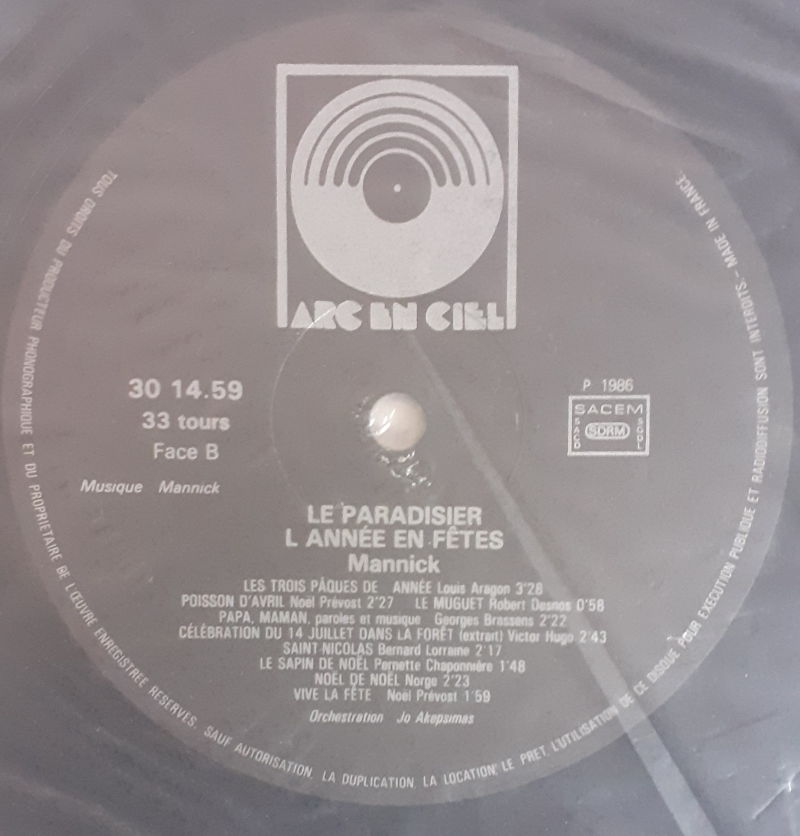 ARC EN CIEL
30 14.59
33 tours
Face B
P 1986
SACEM
SACD SDRM SGDL
Musique Mannick
LE PARADISIER
L ANNÉE EN FÊTES
Mannick
LES TROIS PÂQUES DE ANNÉE Louis Aragon 3'28
POISSON D'AVRIL Noël Prévost 2'27 LE MUGUET Robert Desnos 0'58
PAPA, MAMAN, paroles et musique Georges Brassens 2'22
CÉLÉBRATION DU 14 JUILLET DANS LA FORÊT (extrait) Victor Hugo 2'43
SAINT NICOLAS Bernard Lorraine 2'17
LE SAPIN DE NOËL Pernette Chaponnière 1'48
NOËL DE NOËL Norge 2'23
VIVE LA FÊTE Noël Prévost 1'59
Orchestration Jo Akepsimas
TOUS DROITS DU PRODUCTEUR PHONOGRAPHIQUE ET DU PROPRIETAIRE DE L'ŒUVRE ENREGISTREE RESERVES. SAUF AUTORISATION, LA DUPLICATION, LA LOCATION, LE PRET, L'UTILISATION DE CE DISQUE POUR EXECUTION PUBLIQUE ET RADIODIFFUSION SONT INTERDITS.- MADE IN FRANCE